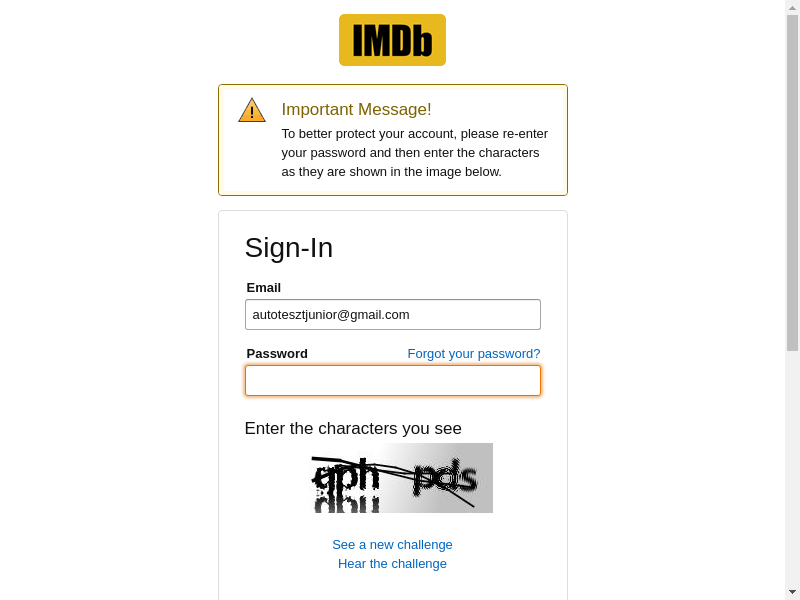 IMDb
Important Message!
To better protect your account, please re-enter
your password and then enter the characters
as they are shown in the image below.
Sign-In
Email
autotesztjunior@gmail.com
Password Forgot your password?
Enter the characters you see
See a new challenge
Hear the challenge